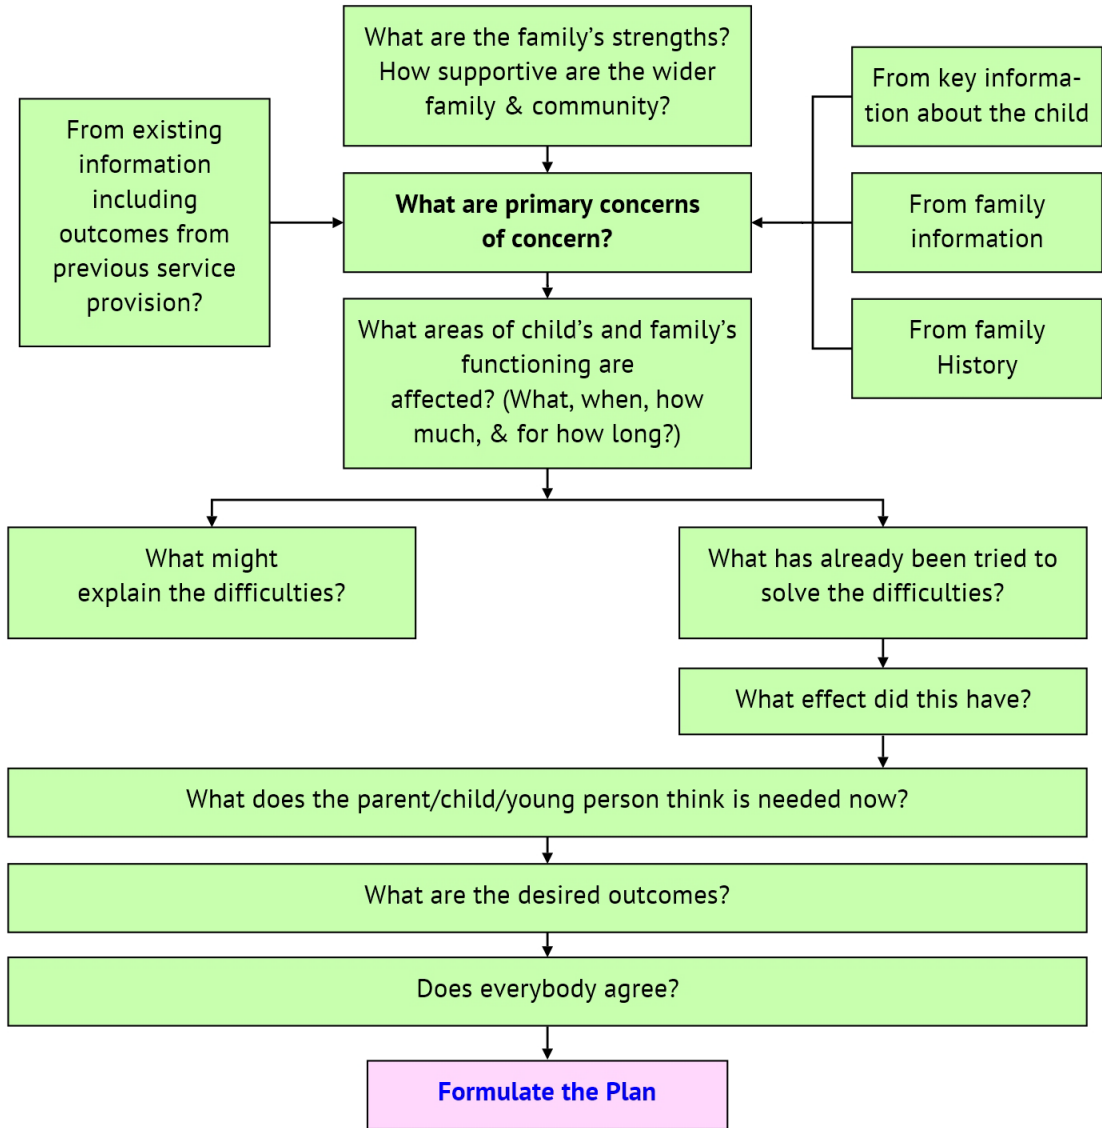 What are the family’s strengths?
How supportive are the wider
family & community?
From existing
information
including
outcomes from
previous service
provision?
What are primary concerns
of concern?
From key informa-
tion about the child
From family
information
From family
History
What areas of child’s and family’s
functioning are
affected? (What, when, how
much, & for how long?)
What might
explain the difficulties?
What has already been tried to
solve the difficulties?
What effect did this have?
What does the parent/child/young person think is needed now?
What are the desired outcomes?
Does everybody agree?
Formulate the Plan